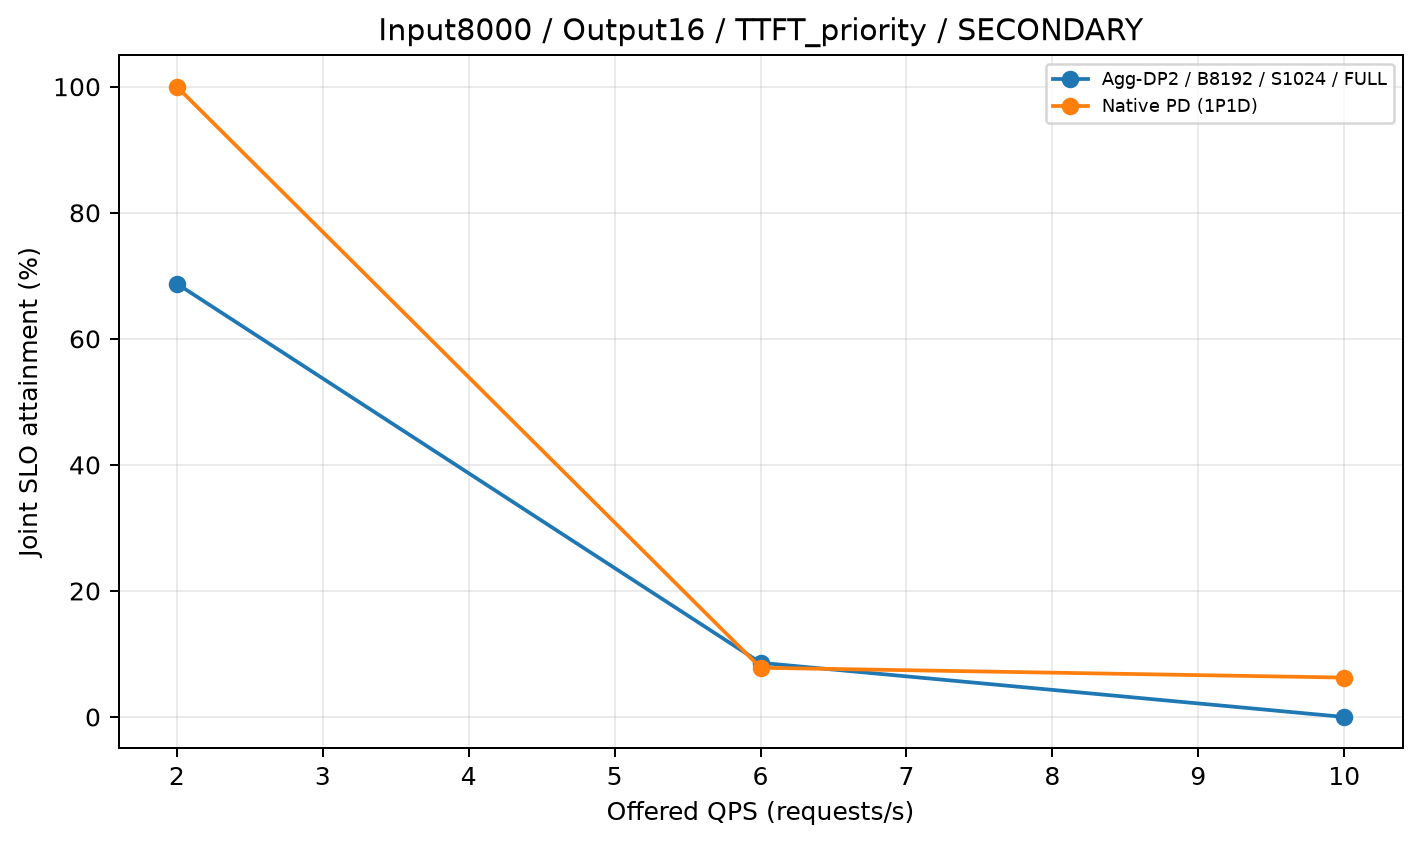 Input8000 / Output16 / TTFT_priority / SECONDARY
Agg-DP2 / B8192 / S1024 / FULL
Native PD (1P1D)
Joint SLO attainment (%)
100
80
60
40
20
0
2 3 4 5 6 7 8 9 10
Offered QPS (requests/s)